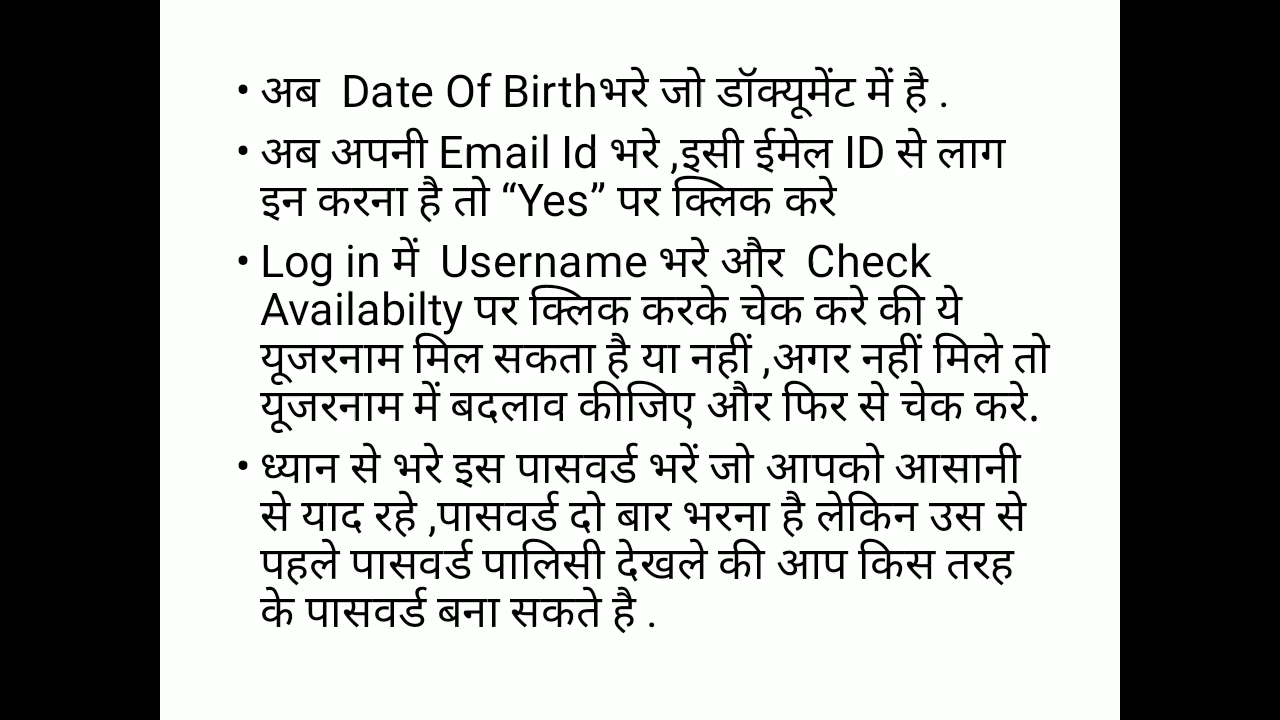 • अब  Date Of Birthभरे जो डॉक्यूमेंट में है .
• अब अपनी Email Id भरे ,इसी ईमेल ID से लाग
इन करना है तो “Yes” पर क्लिक करे
• Log in में  Username भरे और  Check
Availabilty पर क्लिक करके चेक करे की ये
यूजरनाम मिल सकता है या नहीं ,अगर नहीं मिले तो
यूजरनाम में बदलाव कीजिए और फिर से चेक करे.
• ध्यान से भरे इस पासवर्ड भरें जो आपको आसानी
से याद रहे ,पासवर्ड दो बार भरना है लेकिन उस से
पहले पासवर्ड पालिसी देखले की आप किस तरह
के पासवर्ड बना सकते है .